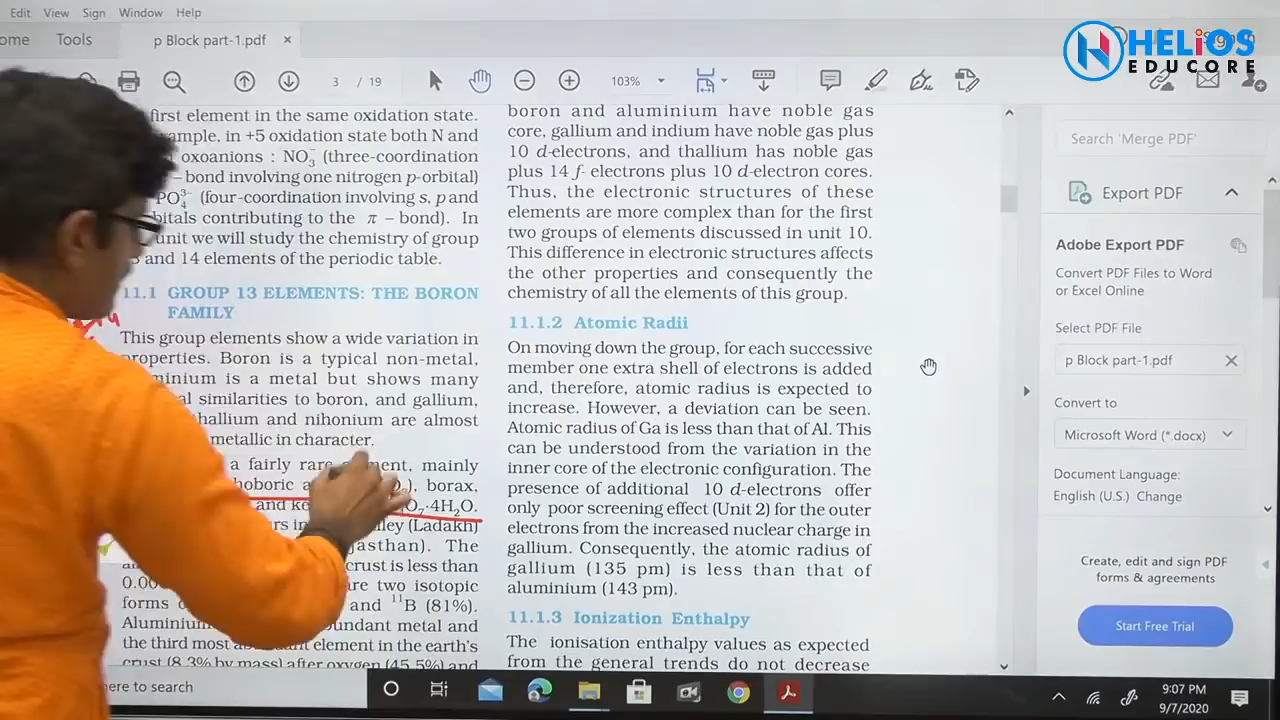 Edit View Sign Window Help
HELiOS
EDUCORE
ome Tools p Block part-1.pdf
3 / 19 103%
first element in the same oxidation state.
ample, in +5 oxidation state both N and
oxoanions : NO₃⁻ (three-coordination
– bond involving one nitrogen p-orbital)
PO₄³⁻ (four-coordination involving s, p and
bitals contributing to the π – bond). In
unit we will study the chemistry of group
and 14 elements of the periodic table.
11.1 GROUP 13 ELEMENTS: THE BORON
FAMILY
This group elements show a wide variation in
properties. Boron is a typical non-metal,
minium is a metal but shows many
al similarities to boron, and gallium,
hallium and nihonium are almost
metallic in character.
a fairly rare element, mainly
hoboric borax,
and ke O₇·4H₂O.
rs in lley (Ladakh)
jasthan). The
crust is less than
0.00 re two isotopic
forms and ¹¹B (81%).
Aluminium undant metal and
the third most element in the earth's
crust (8.3% by mass) after oxygen (45.5%) and
boron and aluminium have noble gas
core, gallium and indium have noble gas plus
10 d-electrons, and thallium has noble gas
plus 14 f- electrons plus 10 d-electron cores.
Thus, the electronic structures of these
elements are more complex than for the first
two groups of elements discussed in unit 10.
This difference in electronic structures affects
the other properties and consequently the
chemistry of all the elements of this group.
11.1.2 Atomic Radii
On moving down the group, for each successive
member one extra shell of electrons is added
and, therefore, atomic radius is expected to
increase. However, a deviation can be seen.
Atomic radius of Ga is less than that of Al. This
can be understood from the variation in the
inner core of the electronic configuration. The
presence of additional 10 d-electrons offer
only poor screening effect (Unit 2) for the outer
electrons from the increased nuclear charge in
gallium. Consequently, the atomic radius of
gallium (135 pm) is less than that of
aluminium (143 pm).
11.1.3 Ionization Enthalpy
The ionisation enthalpy values as expected
from the general trends do not decrease
Search 'Merge PDF'
Export PDF
Adobe Export PDF
Convert PDF Files to Word
or Excel Online
Select PDF File
p Block part-1.pdf
Convert to
Microsoft Word (*.docx)
Document Language:
English (U.S.) Change
Create, edit and sign PDF
forms & agreements
Start Free Trial
here to search
9:07 PM
9/7/2020